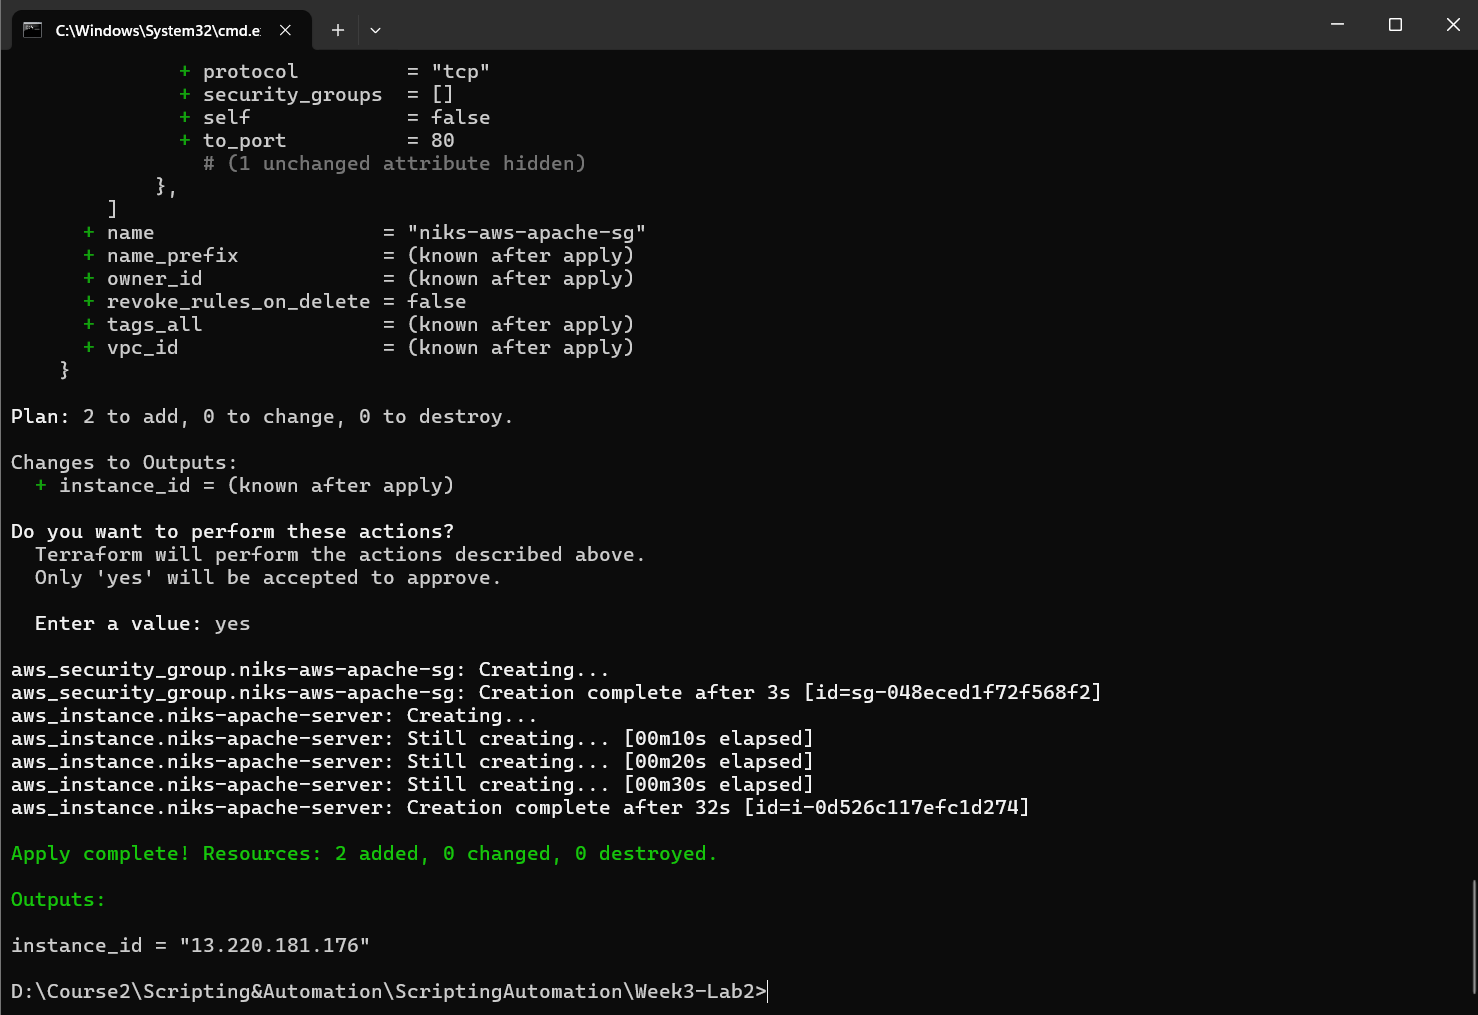 C:\Windows\System32\cmd.e
+ protocol = "tcp"
+ security_groups = []
+ self = false
+ to_port = 80
# (1 unchanged attribute hidden)
},
]
+ name = "niks-aws-apache-sg"
+ name_prefix = (known after apply)
+ owner_id = (known after apply)
+ revoke_rules_on_delete = false
+ tags_all = (known after apply)
+ vpc_id = (known after apply)
}
Plan: 2 to add, 0 to change, 0 to destroy.
Changes to Outputs:
+ instance_id = (known after apply)
Do you want to perform these actions?
Terraform will perform the actions described above.
Only 'yes' will be accepted to approve.
Enter a value: yes
aws_security_group.niks-aws-apache-sg: Creating...
aws_security_group.niks-aws-apache-sg: Creation complete after 3s [id=sg-048eced1f72f568f2]
aws_instance.niks-apache-server: Creating...
aws_instance.niks-apache-server: Still creating... [00m10s elapsed]
aws_instance.niks-apache-server: Still creating... [00m20s elapsed]
aws_instance.niks-apache-server: Still creating... [00m30s elapsed]
aws_instance.niks-apache-server: Creation complete after 32s [id=i-0d526c117efc1d274]
Apply complete! Resources: 2 added, 0 changed, 0 destroyed.
Outputs:
instance_id = "13.220.181.176"
D:\Course2\Scripting&Automation\ScriptingAutomation\Week3-Lab2>